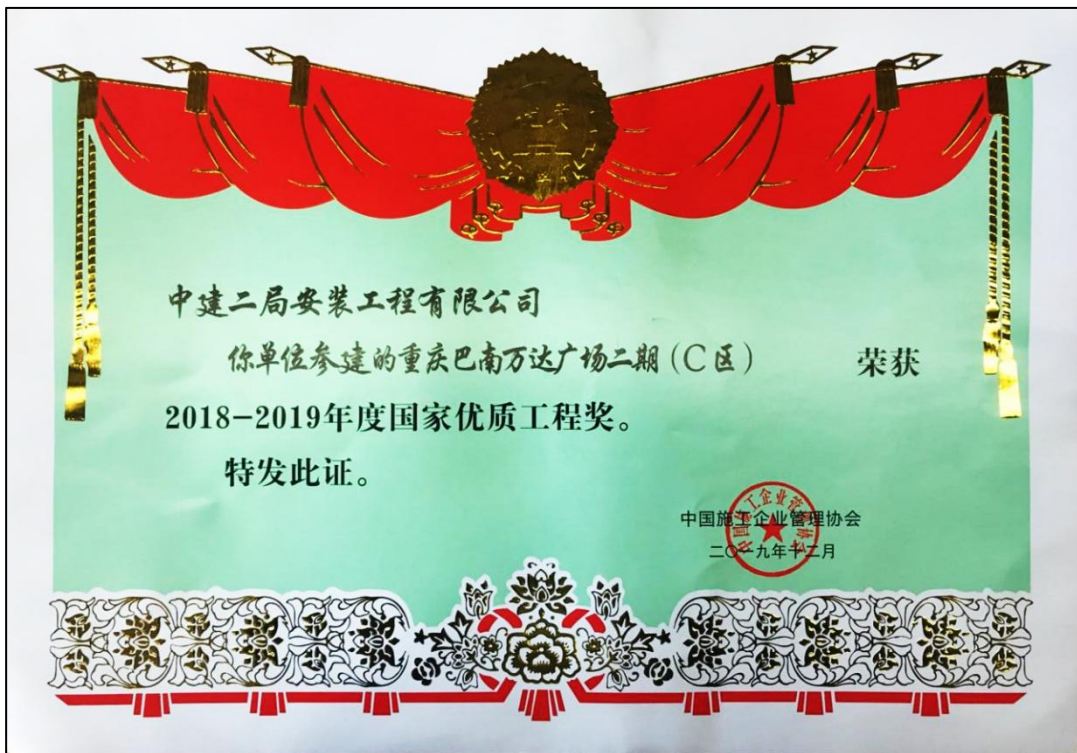 中建二局安装工程有限公司
你单位参建的重庆巴南万达广场二期(C区) 荣获
2018-2019年度国家优质工程奖。
特发此证。
中国施工企业管理协会
二〇一九年十二月